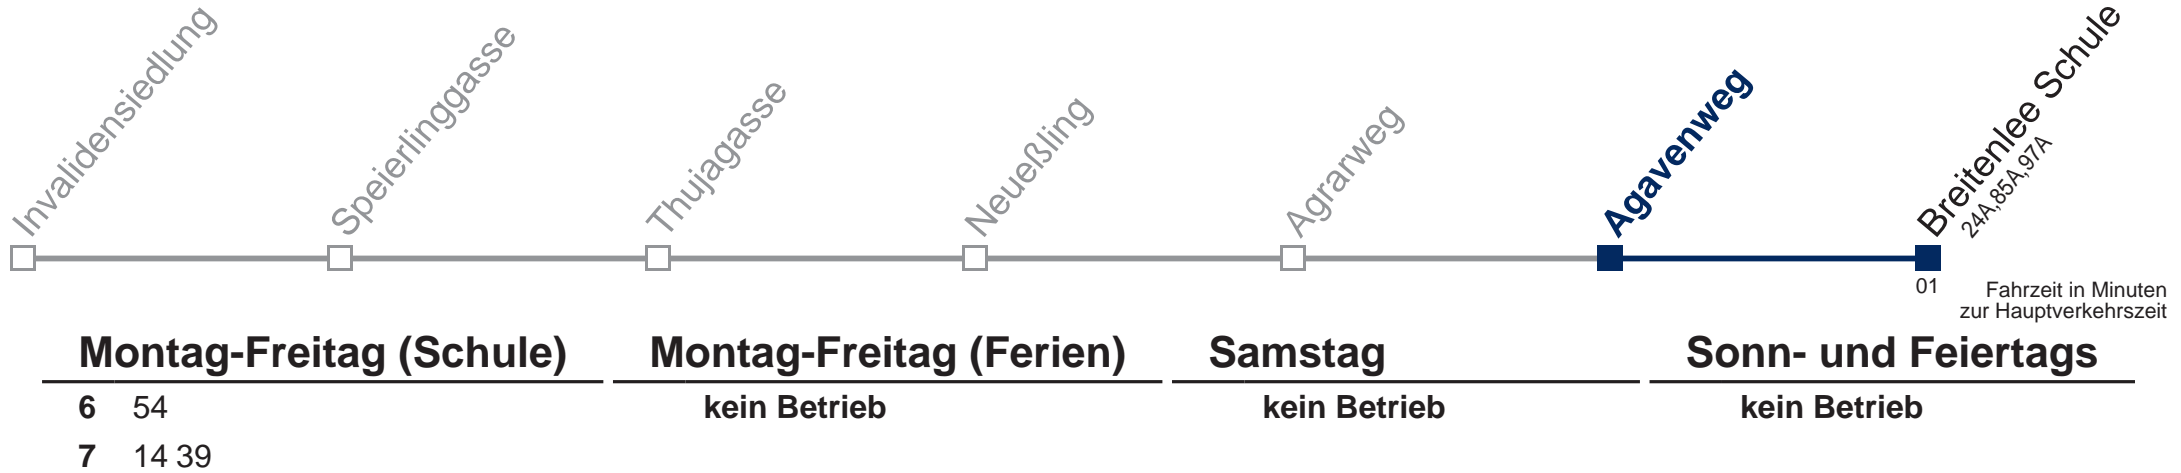 Invalidensiedlung
Speierlinggasse
Thujagasse
Neueßling
Agrarweg
Agavenweg
Breitenlee Schule
24A,85A,97A
01
Fahrzeit in Minuten
zur Hauptverkehrszeit
Montag-Freitag (Schule) Montag-Freitag (Ferien) Samstag Sonn- und Feiertags
6 54 kein Betrieb kein Betrieb kein Betrieb
7 14 39